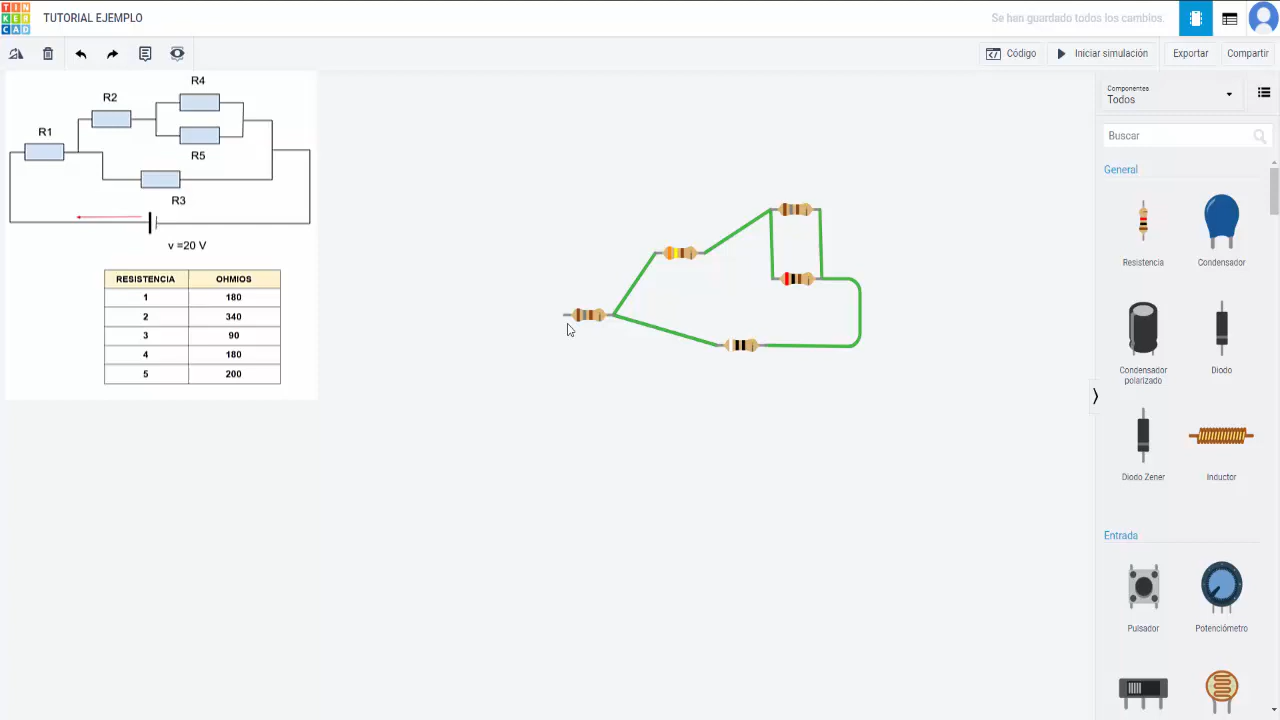 TIN
KER
CAD
TUTORIAL EJEMPLO
Se han guardado todos los cambios.
Código
Iniciar simulación
Exportar
Compartir
R4
R2
R1
R5
R3
v =20 V
RESISTENCIA OHMIOS
1 180
2 340
3 90
4 180
5 200
Componentes
Todos
Buscar
General
Resistencia
Condensador
Condensador
polarizado
Diodo
Diodo Zener
Inductor
Entrada
Pulsador
Potenciómetro